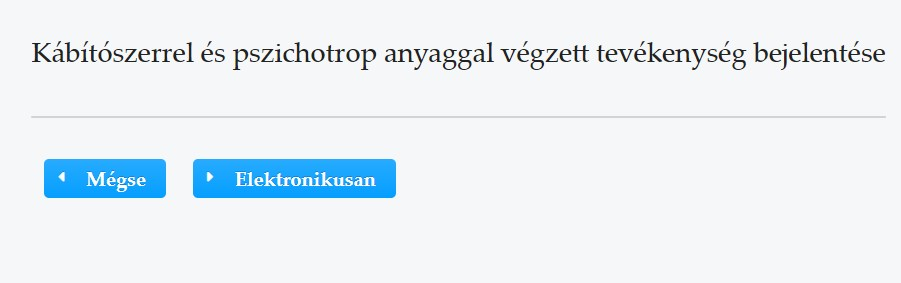 Kábítószerrel és pszichotrop anyaggal végzett tevékenység bejelentése
Mégse
Elektronikusan